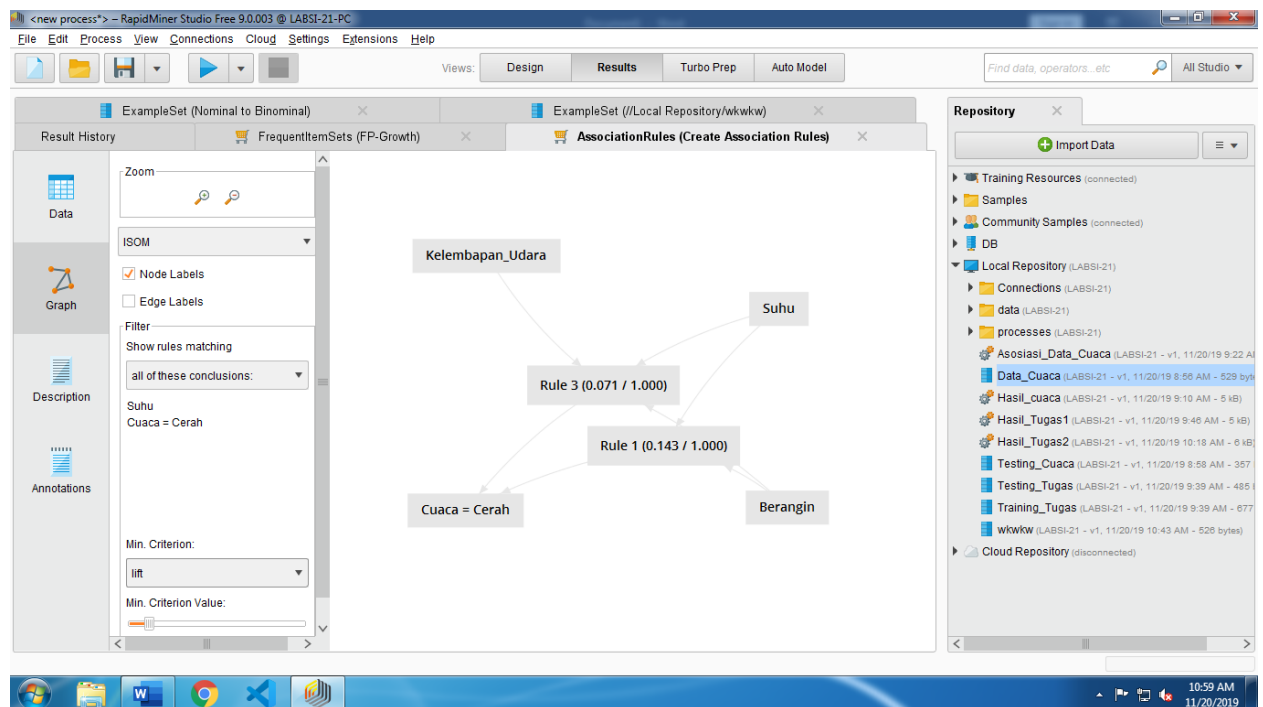 <new process*> – RapidMiner Studio Free 9.0.003 @ LABSI-21-PC
File Edit Process View Connections Cloud Settings Extensions Help
Views: Design Results Turbo Prep Auto Model
Find data, operators...etc All Studio
ExampleSet (Nominal to Binominal) ExampleSet (//Local Repository/wkwkw)
Result History FrequentItemSets (FP-Growth) AssociationRules (Create Association Rules)
Data
Graph
Description
Annotations
Zoom
ISOM
Node Labels
Edge Labels
Filter
Show rules matching
all of these conclusions:
Suhu
Cuaca = Cerah
Min. Criterion:
lift
Min. Criterion Value:
Kelembapan_Udara
Suhu
Rule 3 (0.071 / 1.000)
Rule 1 (0.143 / 1.000)
Cuaca = Cerah
Berangin
Repository
Import Data
Training Resources (connected)
Samples
Community Samples (connected)
DB
Local Repository (LABSI-21)
Connections (LABSI-21)
data (LABSI-21)
processes (LABSI-21)
Asosiasi_Data_Cuaca (LABSI-21 - v1, 11/20/19 9:22 A
Data_Cuaca (LABSI-21 - v1, 11/20/19 8:56 AM - 529 byt
Hasil_cuaca (LABSI-21 - v1, 11/20/19 9:10 AM - 5 kB)
Hasil_Tugas1 (LABSI-21 - v1, 11/20/19 9:46 AM - 6 kB)
Hasil_Tugas2 (LABSI-21 - v1, 11/20/19 10:18 AM - 6 kB
Testing_Cuaca (LABSI-21 - v1, 11/20/19 8:58 AM - 357
Testing_Tugas (LABSI-21 - v1, 11/20/19 9:39 AM - 485
Training_Tugas (LABSI-21 - v1, 11/20/19 9:39 AM - 677
wkwkw (LABSI-21 - v1, 11/20/19 10:43 AM - 526 bytes)
Cloud Repository (disconnected)
10:59 AM
11/20/2019